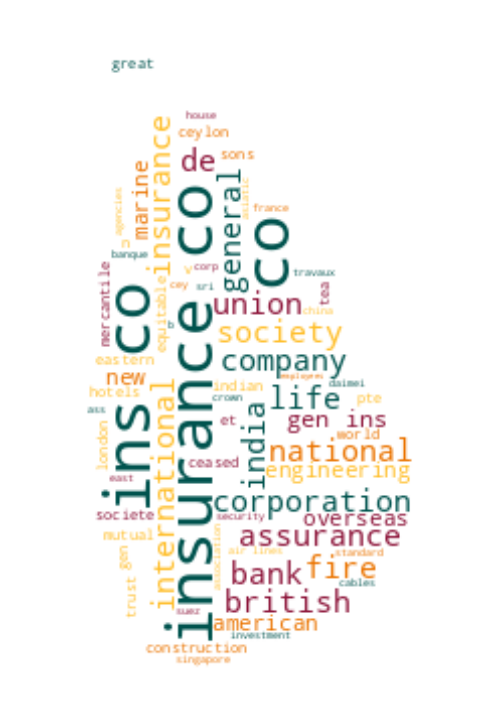 great
house
ceylon
de
sons
insurance
marine
general
asiatic
agencies
france
co
insurance co
ins co
banque
v
corp
travaux
mercantile
cey
sri
tea
equitable
union
china
b
society
eastern
company
new
employees
daimei
hotels
indian
life
crown
pte
ass
et
gen ins
london
india
world
national
international
ceased
engineering
east
corporation
societe
security
overseas
mutual
assurance
association
air lines
standard
gen
bank
fire
cables
trust
british
suez
american
investment
construction
singapore